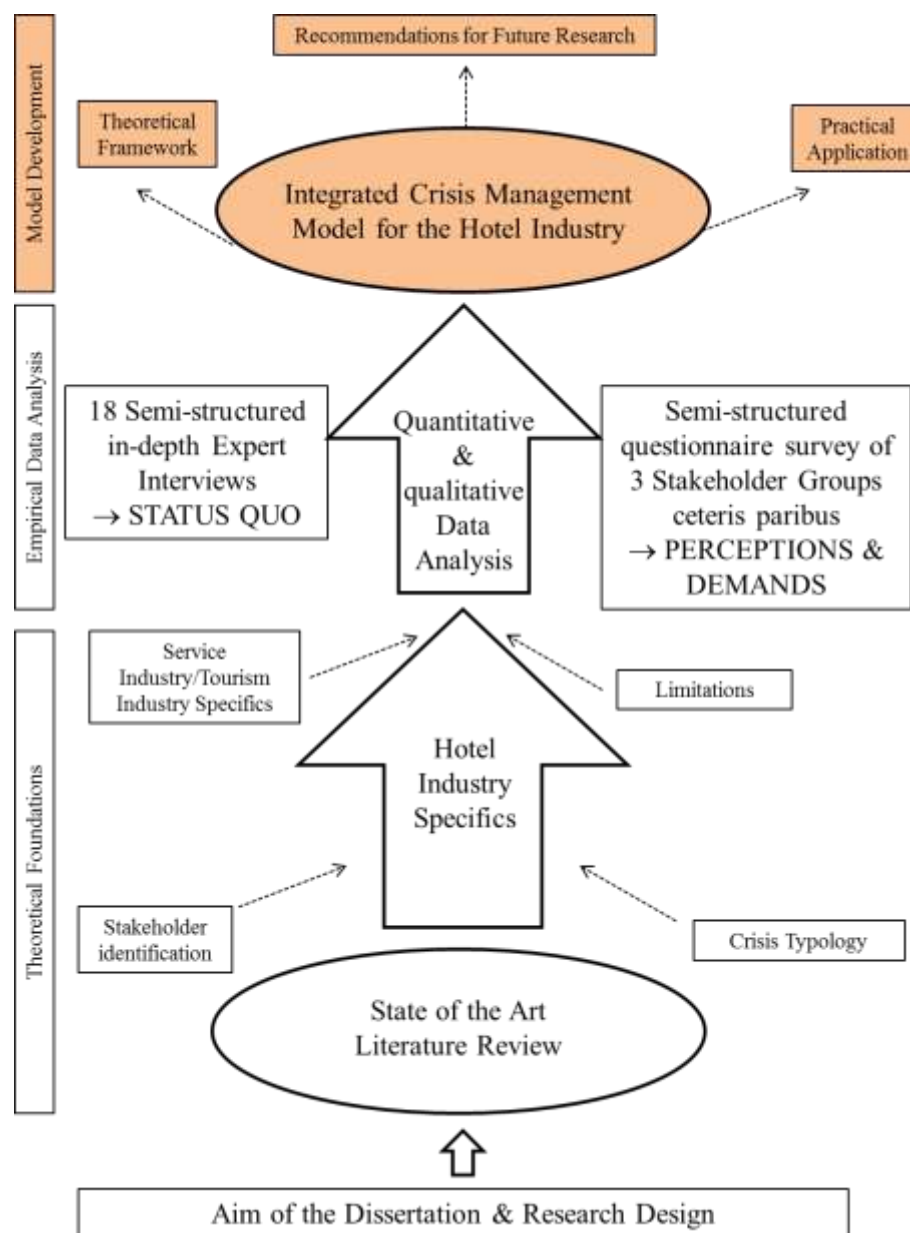 Model Development
Recommendations for Future Research
Theoretical
Framework
Practical
Application
Integrated Crisis Management
Model for the Hotel Industry
Empirical Data Analysis
18 Semi-structured
in-depth Expert
Interviews
→ STATUS QUO
Quantitative
&
qualitative
Data
Analysis
Semi-structured
questionnaire survey of
3 Stakeholder Groups
ceteris paribus
→ PERCEPTIONS &
DEMANDS
Theoretical Foundations
Service
Industry/Tourism
Industry Specifics
Limitations
Hotel
Industry
Specifics
Stakeholder
identification
Crisis Typology
State of the Art
Literature Review
Aim of the Dissertation & Research Design